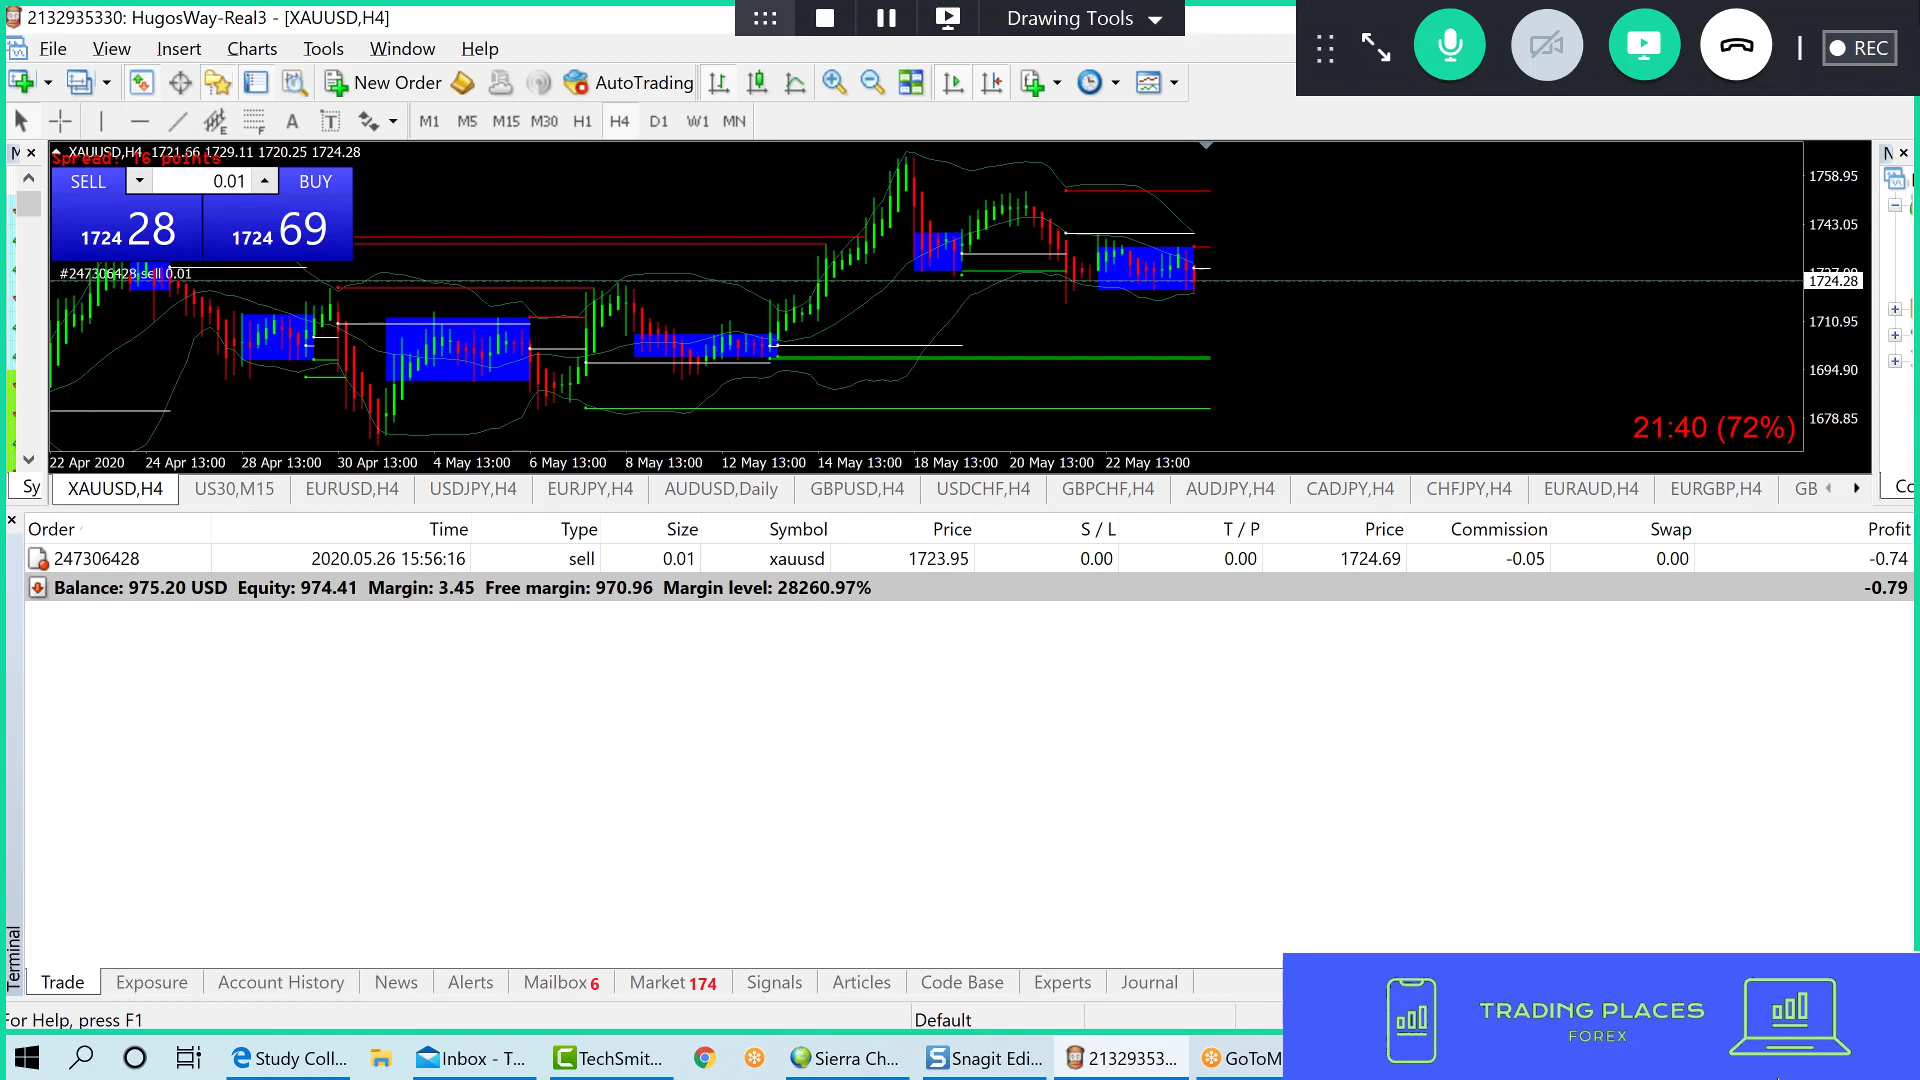 2132935330: HugosWay-Real3 - [XAUUSD,H4]
Drawing Tools
REC
File View Insert Charts Tools Window Help
New Order AutoTrading
M1 M5 M15 M30 H1 H4 D1 W1 MN
XAUUSD,H4 1721.66 1729.11 1720.25 1724.28
Spread: 16 points
SELL 0.01 BUY
1724 28 1724 69
#247306428 sell 0.01
1758.95
1743.05
1724.28
1710.95
1694.90
1678.85
21:40 (72%)
22 Apr 2020 24 Apr 13:00 28 Apr 13:00 30 Apr 13:00 4 May 13:00 6 May 13:00 8 May 13:00 12 May 13:00 14 May 13:00 18 May 13:00 20 May 13:00 22 May 13:00
Sy XAUUSD,H4 US30,M15 EURUSD,H4 USDJPY,H4 EURJPY,H4 AUDUSD,Daily GBPUSD,H4 USDCHF,H4 GBPCHF,H4 AUDJPY,H4 CADJPY,H4 CHFJPY,H4 EURAUD,H4 EURGBP,H4 GB
Order Time Type Size Symbol Price S / L T / P Price Commission Swap Profit
247306428 2020.05.26 15:56:16 sell 0.01 xauusd 1723.95 0.00 0.00 1724.69 -0.05 0.00 -0.74
Balance: 975.20 USD Equity: 974.41 Margin: 3.45 Free margin: 970.96 Margin level: 28260.97% -0.79
Terminal
Trade Exposure Account History News Alerts Mailbox 6 Market 174 Signals Articles Code Base Experts Journal
For Help, press F1 Default
TRADING PLACES
FOREX
Study Coll... Inbox - T... TechSmit... Sierra Ch... Snagit Edi... 21329353... GoToM